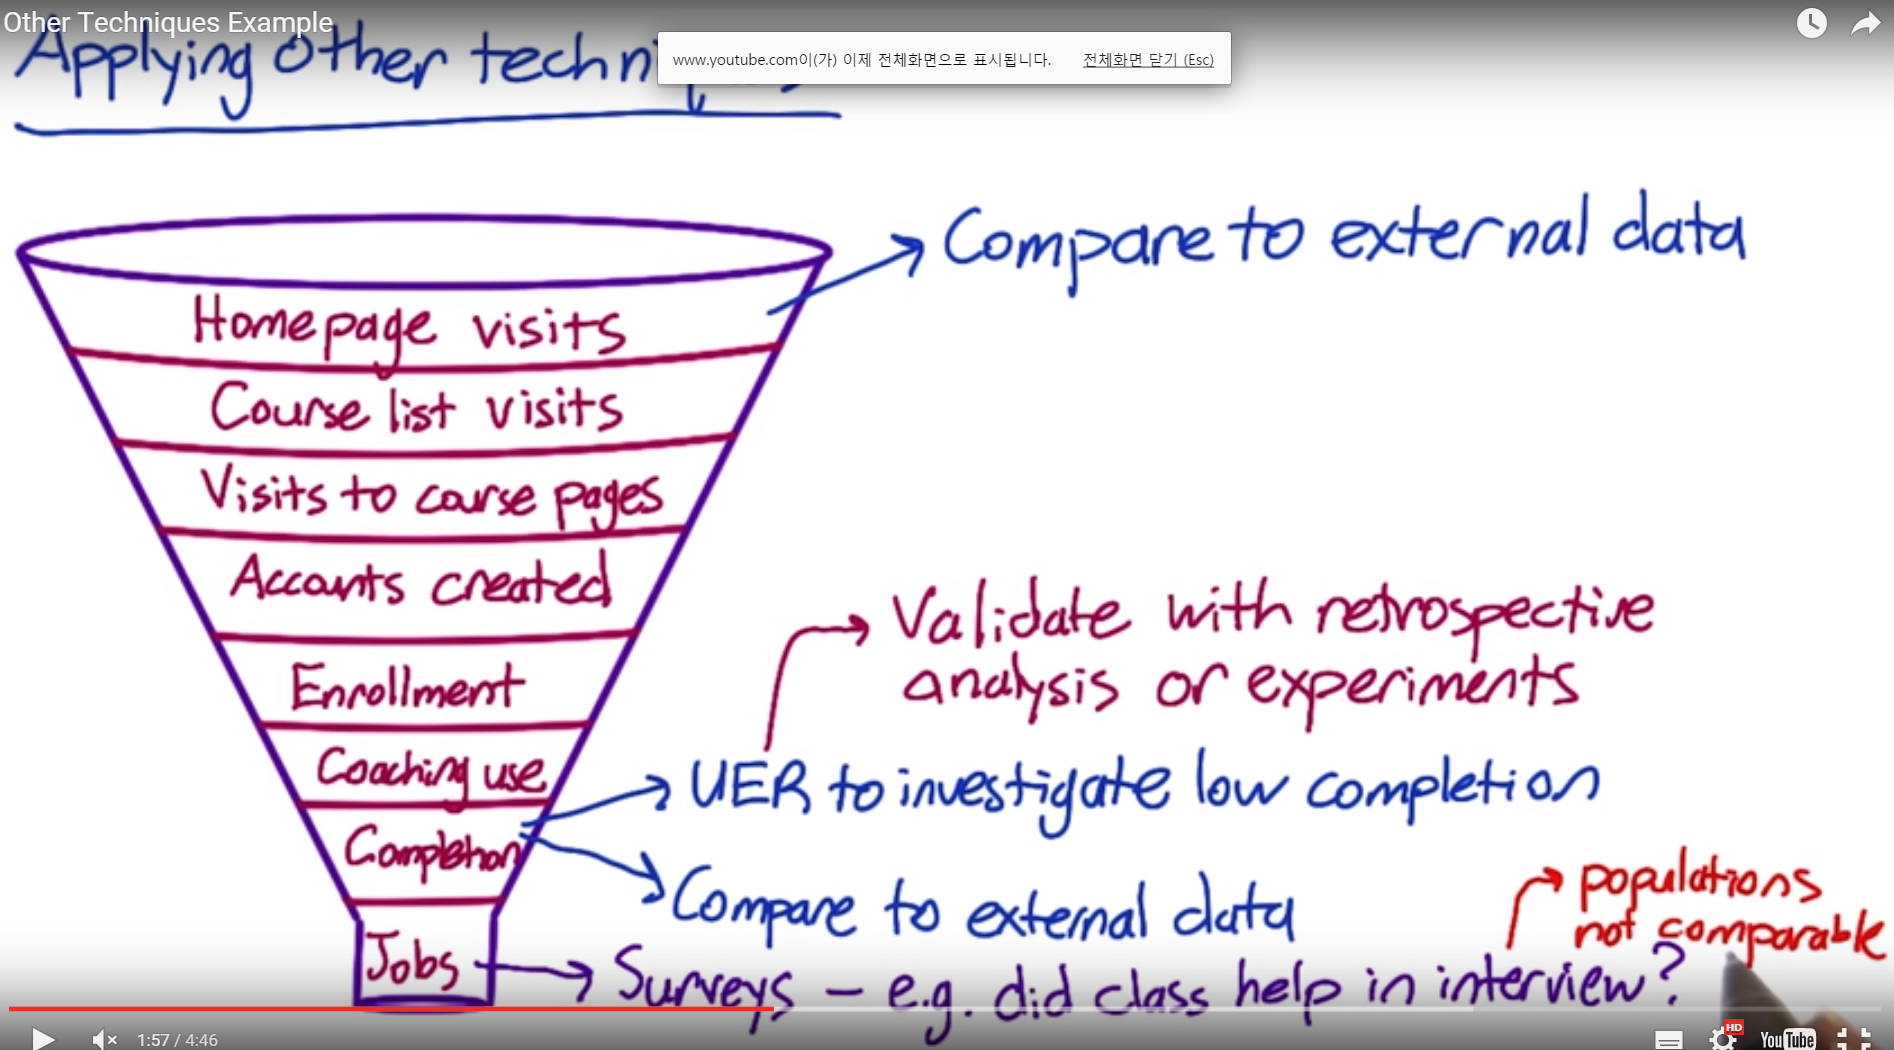 Other Techniques Example
Applying other techniques
www.youtube.com이(가) 이제 전체화면으로 표시됩니다. 전체화면 닫기 (Esc)
Compare to external data
Homepage visits
Course list visits
Visits to course pages
Accounts created
Validate with retrospective
analysis or experiments
Enrollment
Coaching use
UER to investigate low completion
Completion
Compare to external data
populations
not comparable
Jobs
Surveys - e.g. did class help in interview?
1:57 / 4:46
HD
YouTube